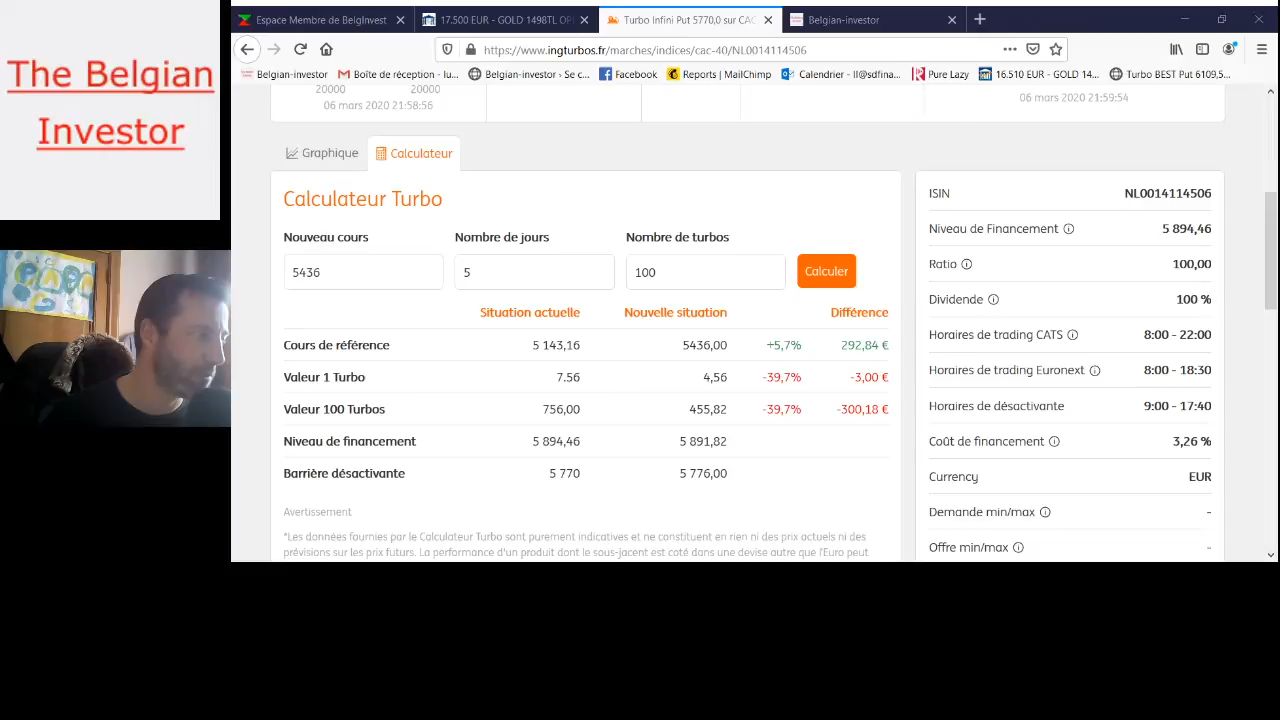 The Belgian
Investor
Espace Membre de BelgInvest
17.500 EUR - GOLD 1498TL OP
Turbo Infini Put 5770,0 sur CAC
Belgian-investor
https://www.ingturbos.fr/marches/indices/cac-40/NL0014114506
Belgian-investor
Boîte de réception - lu...
Belgian-investor › Se c...
Facebook
Reports | MailChimp
Calendrier - ll@sdfina...
Pure Lazy
16.510 EUR - GOLD 14...
Turbo BEST Put 6109,5...
20000
20000
06 mars 2020 21:58:56
06 mars 2020 21:59:54
Graphique
Calculateur
Calculateur Turbo
Nouveau cours
Nombre de jours
Nombre de turbos
5436
5
100
Calculer
Situation actuelle
Nouvelle situation
Différence
Cours de référence 5 143,16 5436,00 +5,7% 292,84 €
Valeur 1 Turbo 7.56 4,56 -39,7% -3,00 €
Valeur 100 Turbos 756,00 455,82 -39,7% -300,18 €
Niveau de financement 5 894,46 5 891,82
Barrière désactivante 5 770 5 776,00
Avertissement
*Les données fournies par le Calculateur Turbo sont purement indicatives et ne constituent en rien ni des prix actuels ni des
prévisions sur les prix futurs. La performance d'un produit dont le sous-jacent est coté dans une devise autre que l'Euro peut
ISIN NL0014114506
Niveau de Financement 5 894,46
Ratio 100,00
Dividende 100 %
Horaires de trading CATS 8:00 - 22:00
Horaires de trading Euronext 8:00 - 18:30
Horaires de désactivante 9:00 - 17:40
Coût de financement 3,26 %
Currency EUR
Demande min/max -
Offre min/max -